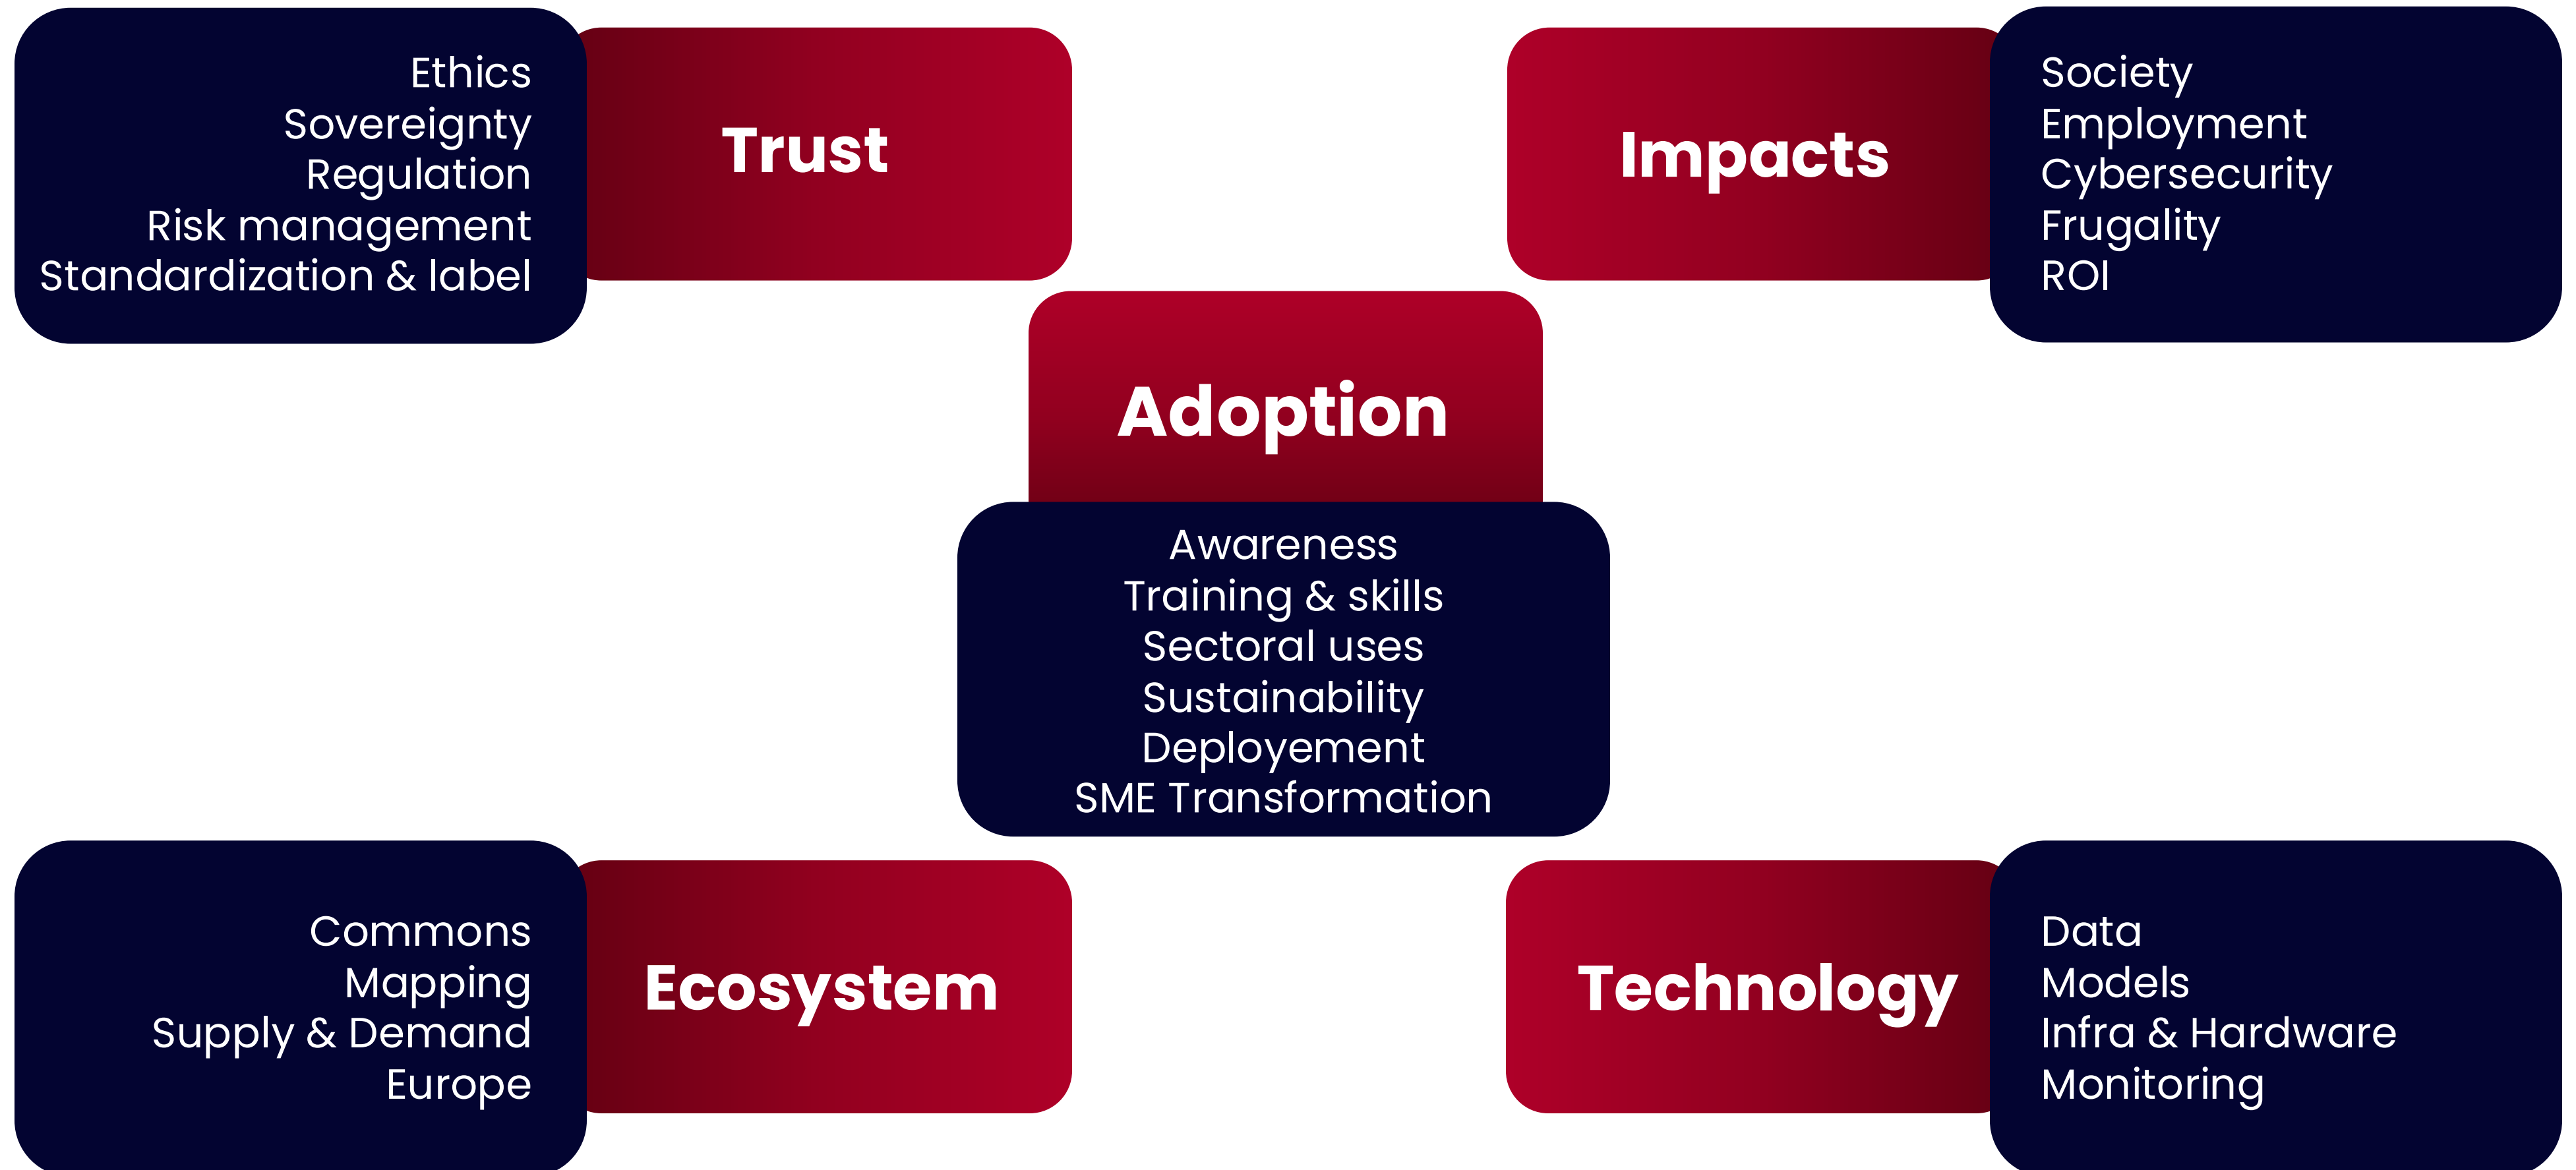 Ethics
Sovereignty
Regulation
Risk management
Standardization & label
Trust
Impacts
Society
Employment
Cybersecurity
Frugality
ROI
Adoption
Awareness
Training & skills
Sectoral uses
Sustainability
Deployement
SME Transformation
Commons
Mapping
Supply & Demand
Europe
Ecosystem
Technology
Data
Models
Infra & Hardware
Monitoring